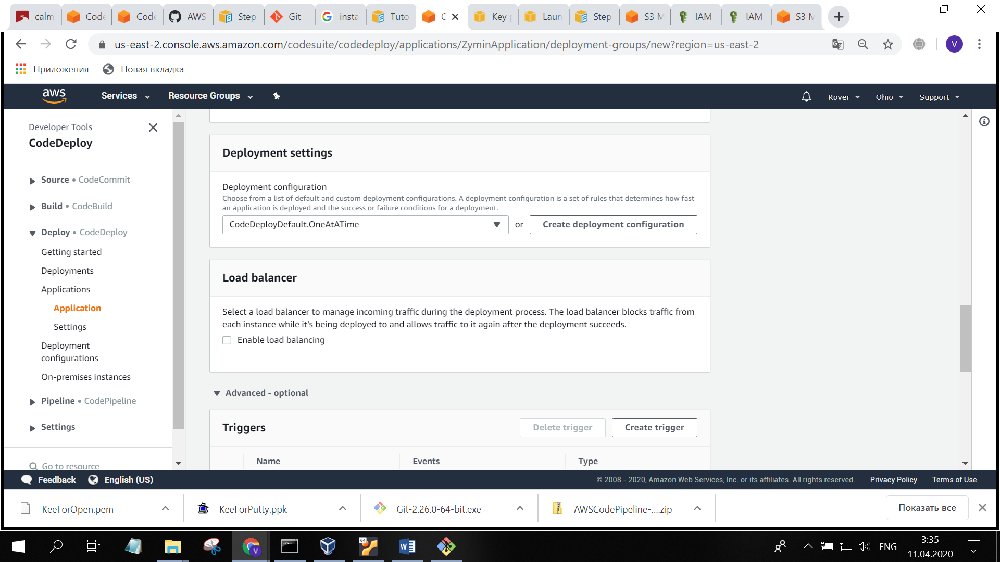 calm
Code
Code
AWS
Step
Git -
insta
Tuto
C
Key p
Laun
Step
S3 M
IAM
IAM
S3 M
us-east-2.console.aws.amazon.com/codesuite/codedeploy/applications/ZyminApplication/deployment-groups/new?region=us-east-2
V
Приложения
Новая вкладка
aws
Services
Resource Groups
Rover
Ohio
Support
Developer Tools
CodeDeploy
Source • CodeCommit
Build • CodeBuild
Deploy • CodeDeploy
Getting started
Deployments
Applications
Application
Settings
Deployment
configurations
On-premises instances
Pipeline • CodePipeline
Settings
Go to resource
Deployment settings
Deployment configuration
Choose from a list of default and custom deployment configurations. A deployment configuration is a set of rules that determines how fast
an application is deployed and the success or failure conditions for a deployment.
CodeDeployDefault.OneAtATime
or
Create deployment configuration
Load balancer
Select a load balancer to manage incoming traffic during the deployment process. The load balancer blocks traffic from
each instance while it’s being deployed to and allows traffic to it again after the deployment succeeds.
Enable load balancing
Advanced - optional
Triggers
Delete trigger
Create trigger
Name
Events
Type
Feedback
English (US)
© 2008 - 2020, Amazon Web Services, Inc. or its affiliates. All rights reserved.
Privacy Policy
Terms of Use
KeeForOpen.pem
KeeForPutty.ppk
Git-2.26.0-64-bit.exe
AWSCodePipeline-....zip
Показать все
V
64
ENG
3:35
11.04.2020